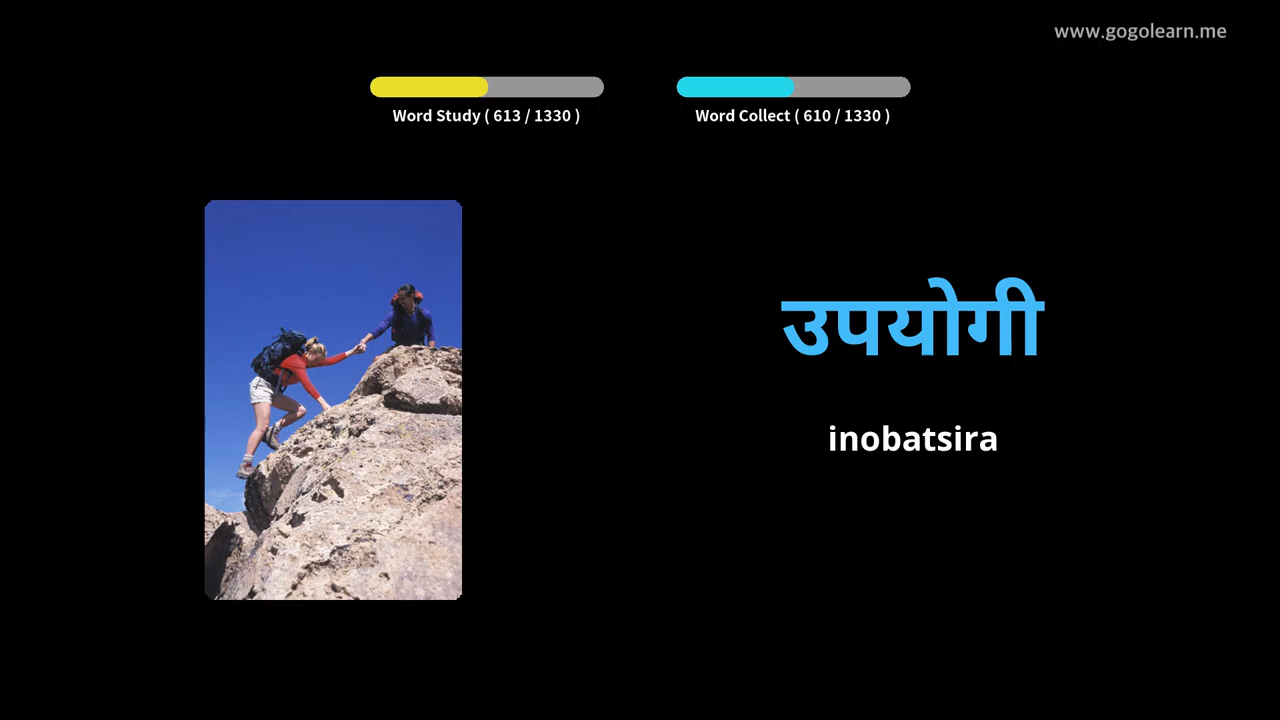 www.gogolearn.me
Word Study ( 613 / 1330 )
Word Collect ( 610 / 1330 )
उपयोगी
inobatsira